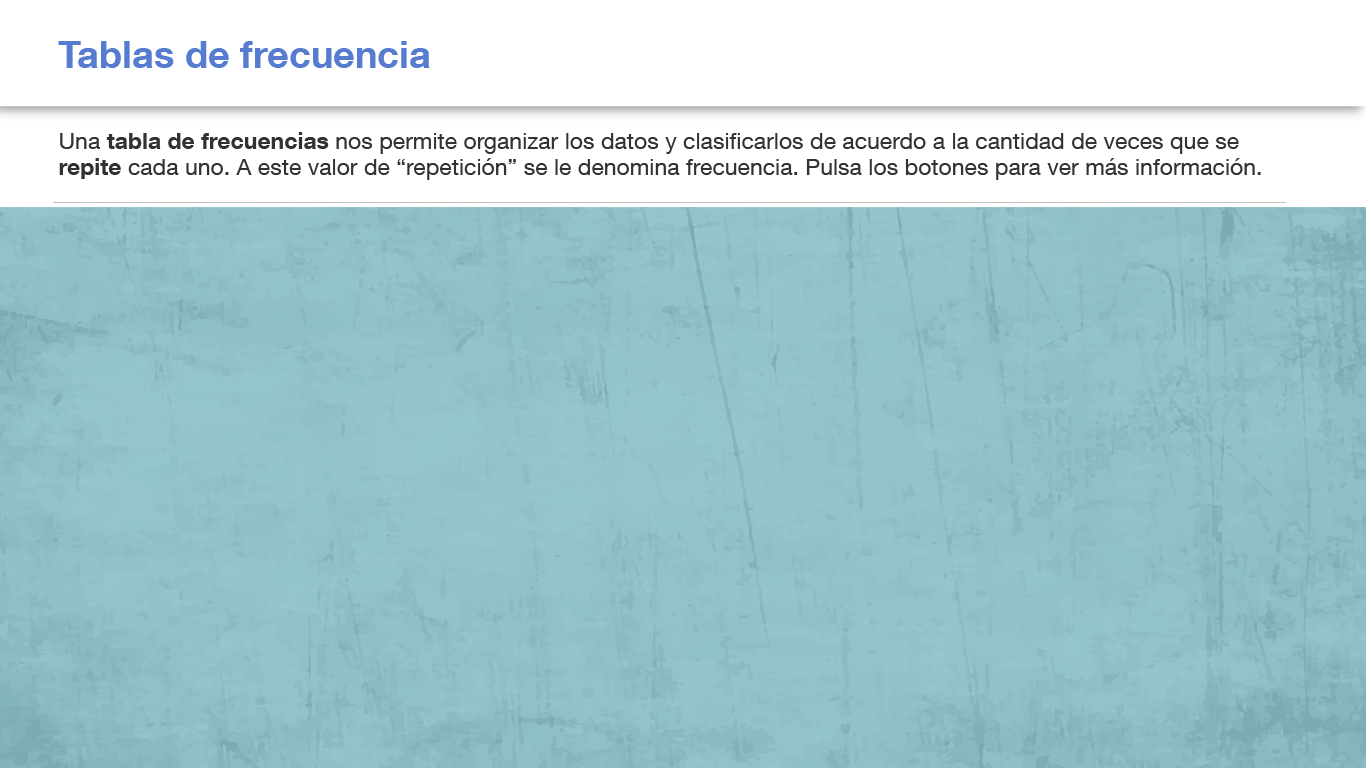 Tablas de frecuencia
Una tabla de frecuencias nos permite organizar los datos y clasificarlos de acuerdo a la cantidad de veces que se
repite cada uno. A este valor de “repetición” se le denomina frecuencia. Pulsa los botones para ver más información.